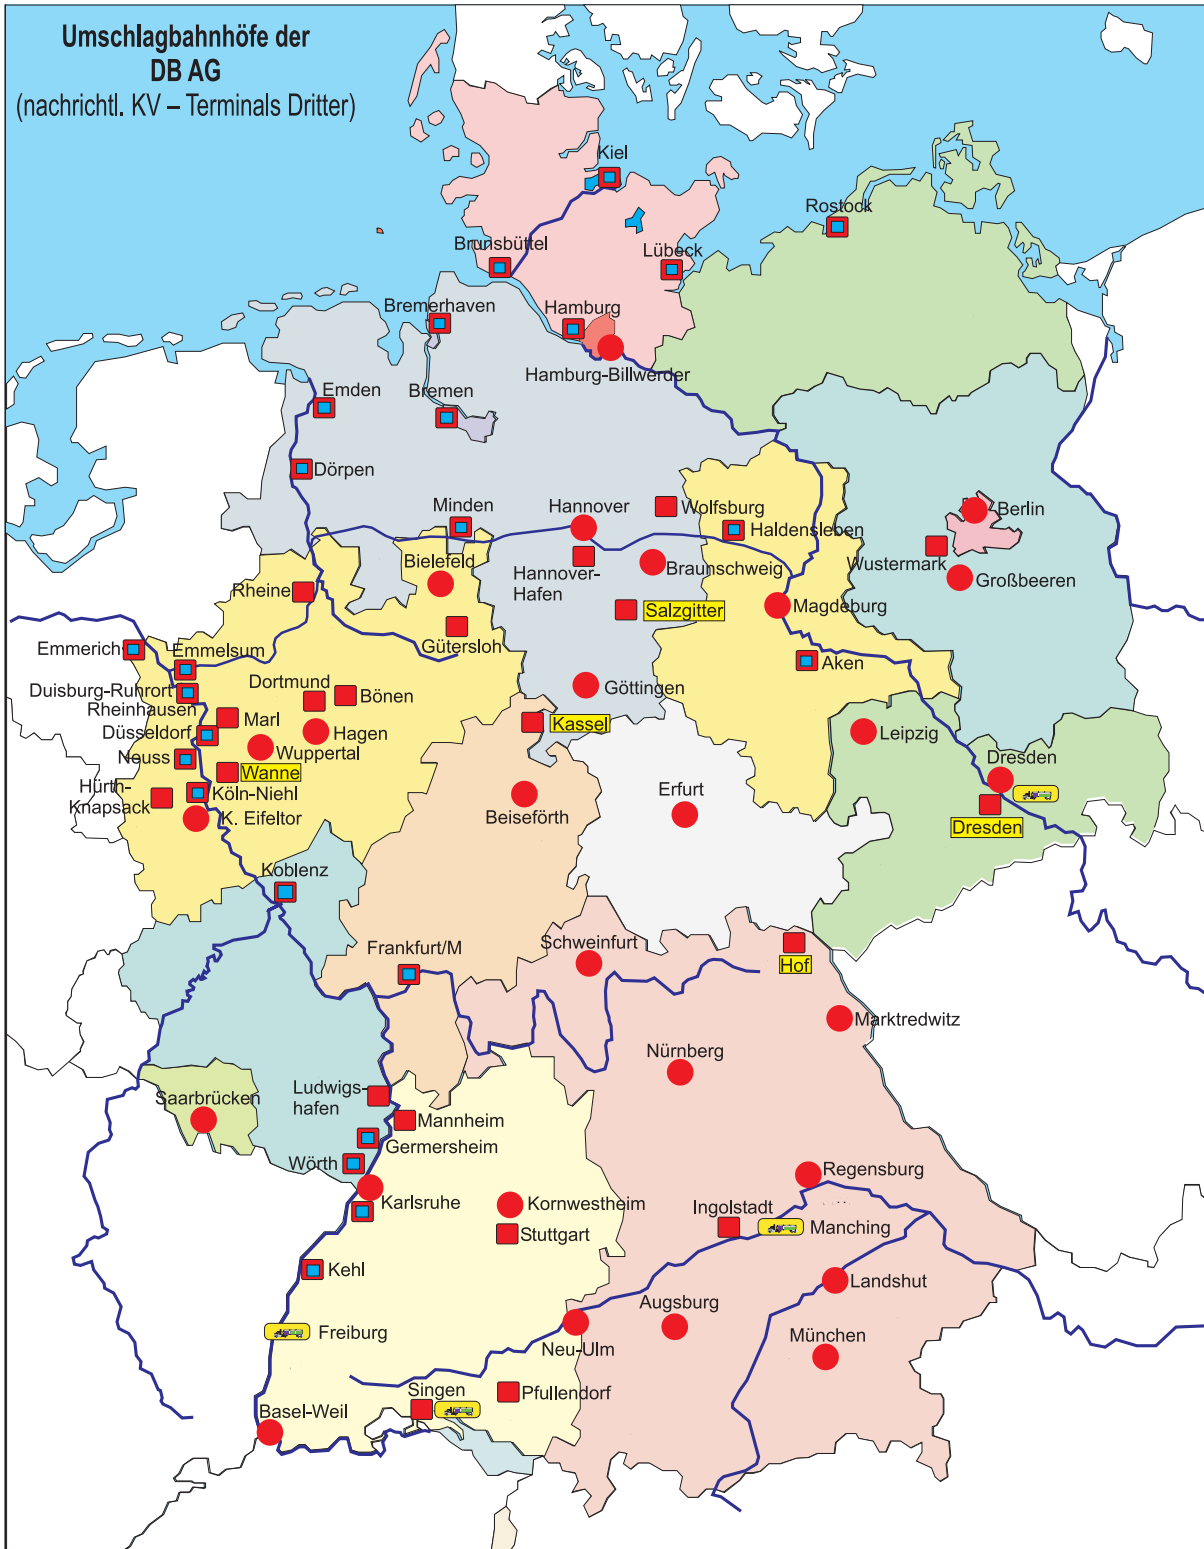 Umschlagbahnhöfe der
DB AG
(nachrichtl. KV – Terminals Dritter)
Kiel
Rostock
Brunsbüttel
Lübeck
Bremerhaven
Hamburg
Hamburg-Billwerder
Emden
Bremen
Dörpen
Minden
Hannover
Wolfsburg
Haldensleben
Berlin
Wustermark
Großbeeren
Bielefeld
Hannover-
Hafen
Braunschweig
Rheine
Salzgitter
Magdeburg
Gütersloh
Emmerich
Emmelsum
Aken
Duisburg-Ruhrort
Rheinhausen
Dortmund
Bönen
Göttingen
Marl
Düsseldorf
Hagen
Kassel
Leipzig
Neuss
Wuppertal
Wanne
Dresden
Hürth-
Knapsack
Köln-Niehl
K. Eifeltor
Beiseförth
Erfurt
Dresden
Koblenz
Frankfurt/M
Schweinfurt
Hof
Marktredwitz
Nürnberg
Ludwigs-
hafen
Saarbrücken
Mannheim
Germersheim
Wörth
Regensburg
Karlsruhe
Kornwestheim
Ingolstadt
Manching
Stuttgart
Kehl
Landshut
Augsburg
Freiburg
München
Neu-Ulm
Singen
Pfullendorf
Basel-Weil